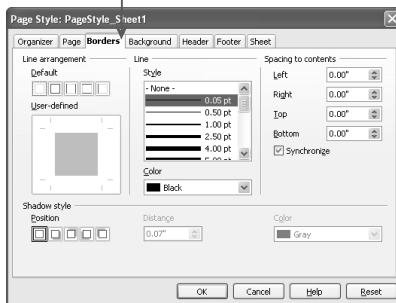 Page Style: PageStyle_Sheet1
Organizer Page Borders Background Header Footer Sheet
Line arrangement
Default
User-defined
Line
Style
- None -
0.05 pt
0.50 pt
1.00 pt
2.50 pt
4.00 pt
5.00 pt
Color
Black
Spacing to contents
Left 0.00"
Right 0.00"
Top 0.00"
Bottom 0.00"
Synchronize
Shadow style
Position
Distance
0.07"
Color
Gray
OK Cancel Help Reset